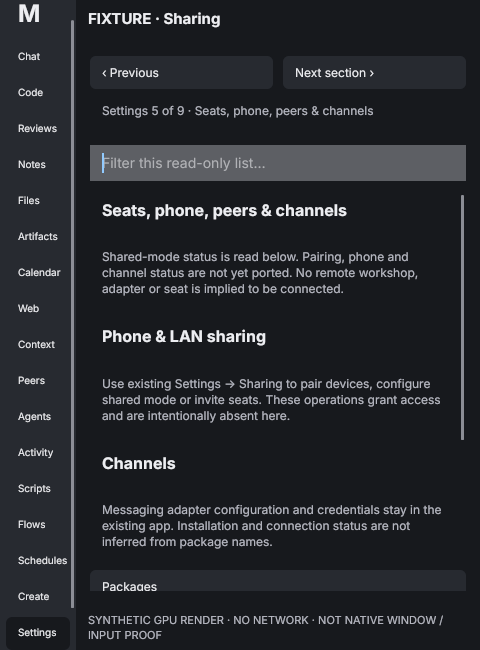 M
Chat
Code
Reviews
Notes
Files
Artifacts
Calendar
Web
Context
Peers
Agents
Activity
Scripts
Flows
Schedules
Create
Settings
FIXTURE · Sharing
‹ Previous
Next section ›
Settings 5 of 9 · Seats, phone, peers & channels
Filter this read-only list...
Seats, phone, peers & channels
Shared-mode status is read below. Pairing, phone and
channel status are not yet ported. No remote workshop,
adapter or seat is implied to be connected.
Phone & LAN sharing
Use existing Settings → Sharing to pair devices, configure
shared mode or invite seats. These operations grant access
and are intentionally absent here.
Channels
Messaging adapter configuration and credentials stay in the
existing app. Installation and connection status are not
inferred from package names.
Packages
SYNTHETIC GPU RENDER · NO NETWORK · NOT NATIVE WINDOW /
INPUT PROOF